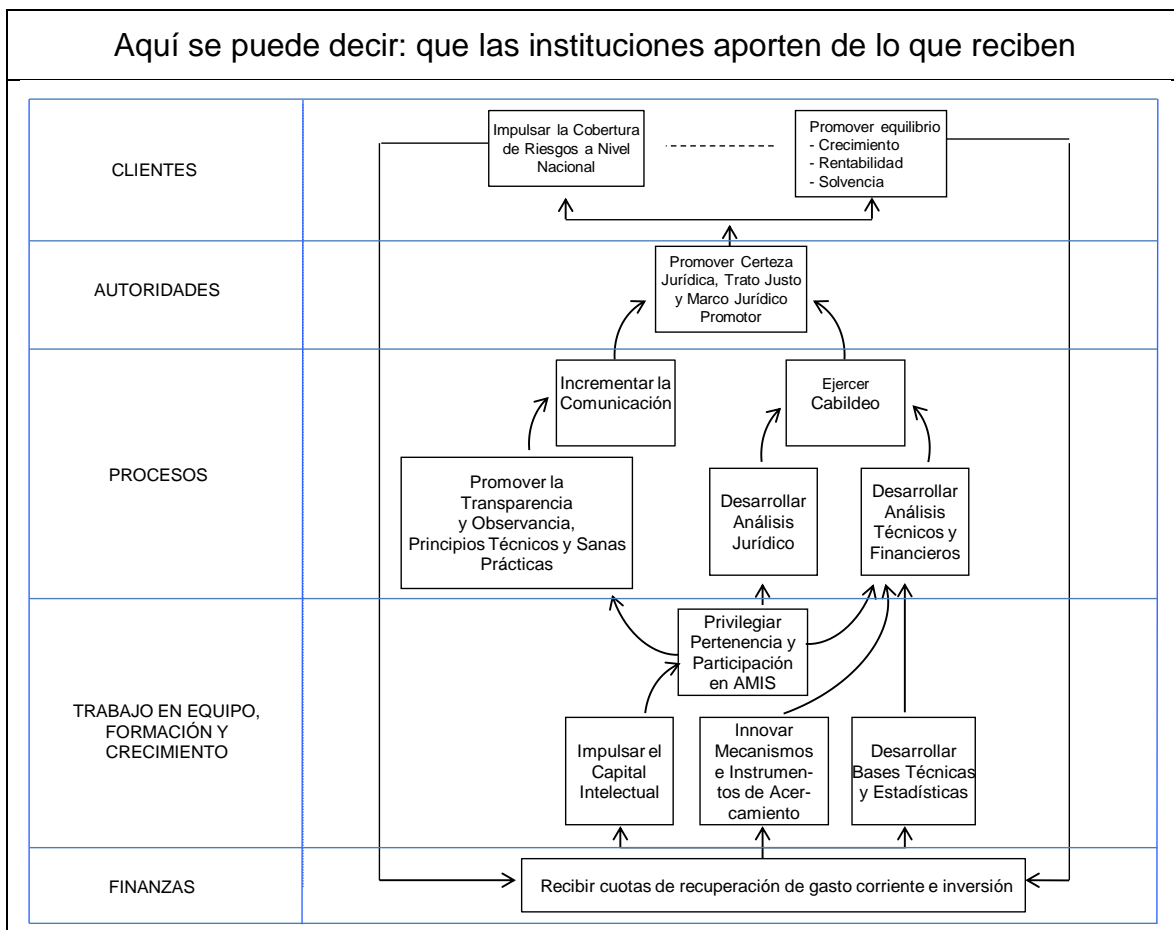 Aquí se puede decir: que las instituciones aporten de lo que reciben
CLIENTES
Impulsar la Cobertura
de Riesgos a Nivel
Nacional
Promover equilibrio
- Crecimiento
- Rentabilidad
- Solvencia
AUTORIDADES
Promover Certeza
Jurídica, Trato Justo
y Marco Jurídico
Promotor
PROCESOS
Incrementar la
Comunicación
Ejercer
Cabildeo
Promover la
Transparencia
y Observancia,
Principios Técnicos y Sanas
Prácticas
Desarrollar
Análisis
Jurídico
Desarrollar
Análisis
Técnicos y
Financieros
TRABAJO EN EQUIPO,
FORMACIÓN Y
CRECIMIENTO
Privilegiar
Pertenencia y
Participación
en AMIS
Impulsar el
Capital
Intelectual
Innovar
Mecanismos
e Instrumen-
tos de Acer-
camiento
Desarrollar
Bases Técnicas
y Estadísticas
FINANZAS
Recibir cuotas de recuperación de gasto corriente e inversión